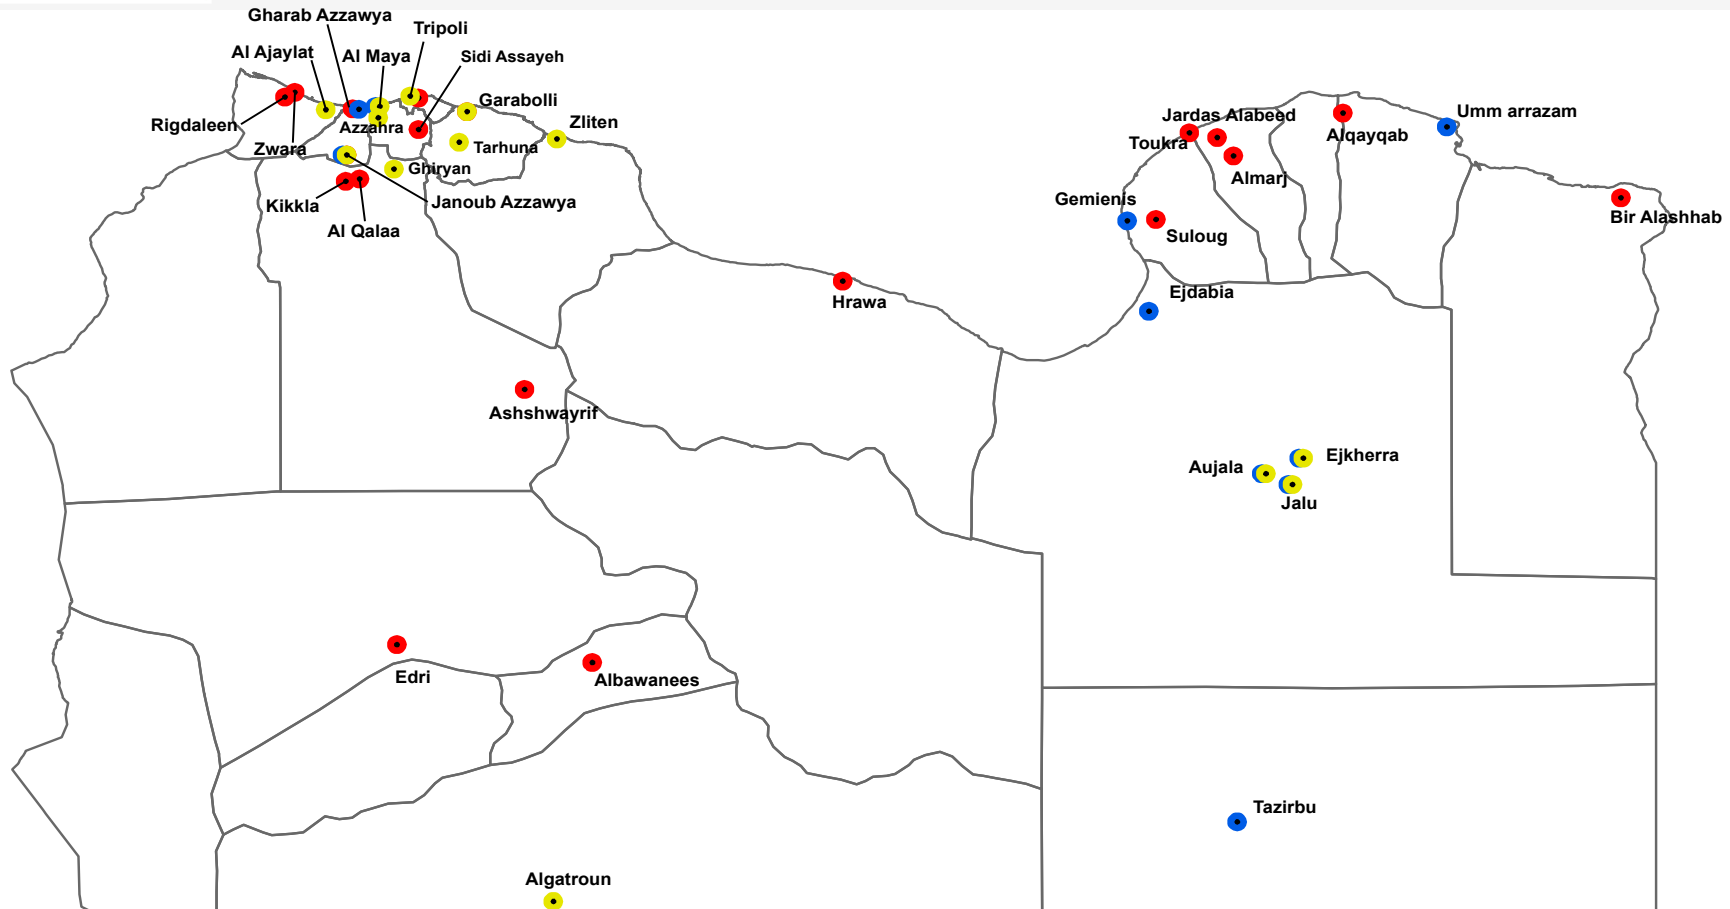 Gharab Azzawya
Tripoli
Al Ajaylat
Al Maya
Sidi Assayeh
Garabolli
Rigdaleen
Azzahra
Zliten
Zwara
Tarhuna
Ghiryan
Kikkla
Janoub Azzawya
Al Qalaa
Jardas Alabeed
Umm arrazam
Toukra
Alqayqab
Almarj
Gemienis
Bir Alashhab
Suloug
Hrawa
Ejdabia
Ashshwayrif
Aujala
Ejkherra
Jalu
Edri
Albawanees
Tazirbu
Algatroun